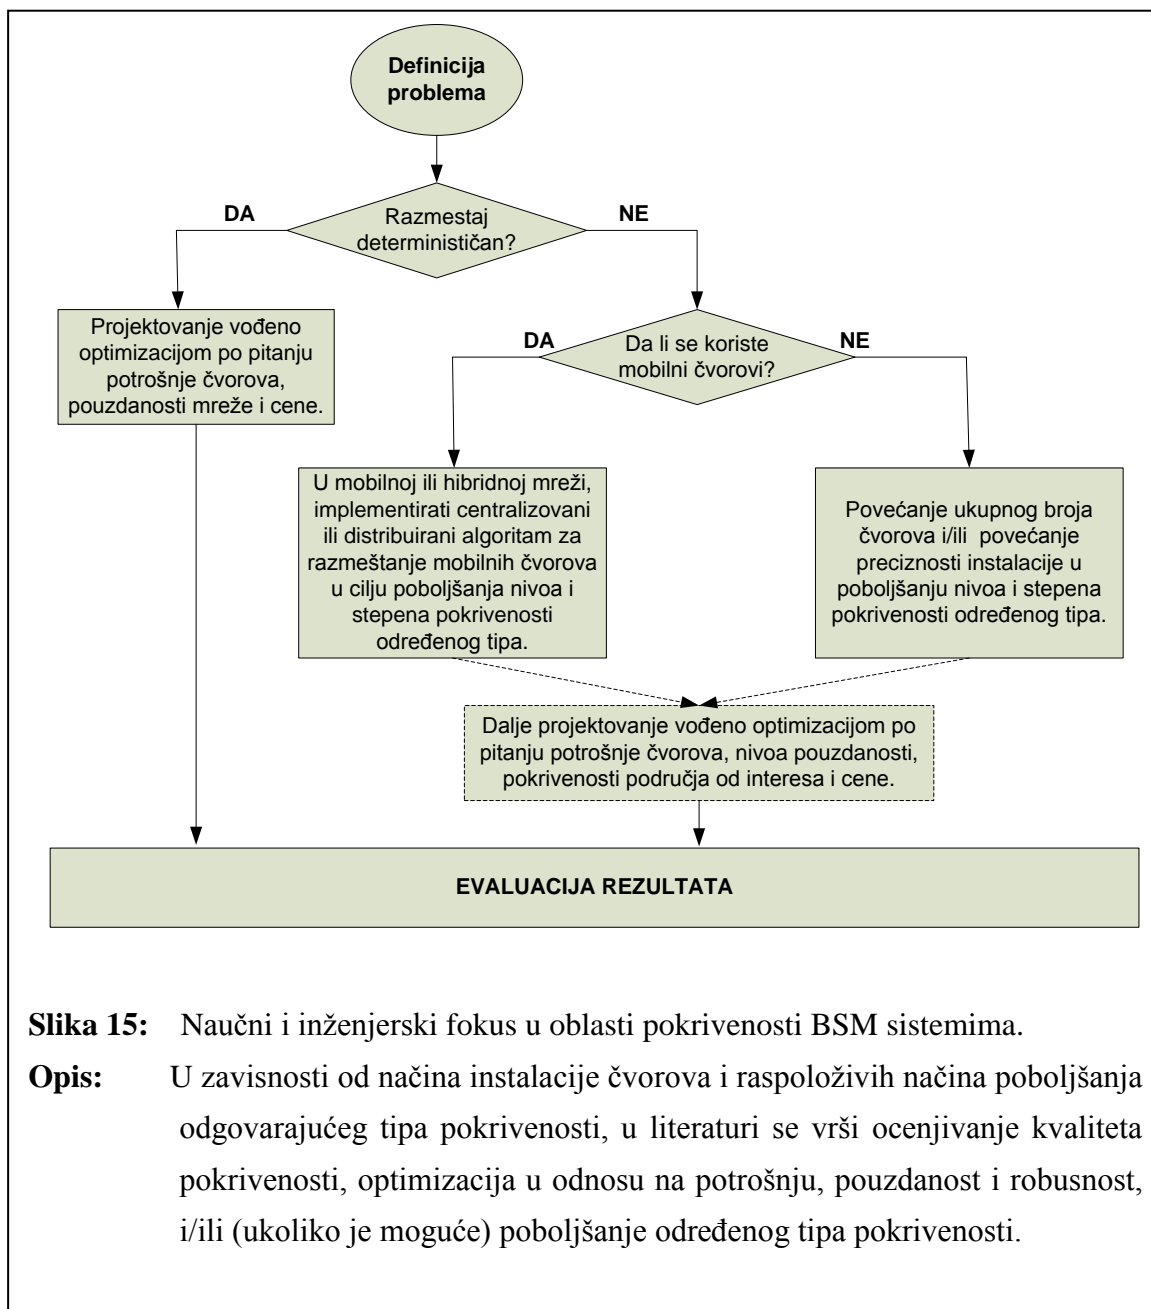 Definicija
problema
DA
Razmestaj
determinističan?
NE
Projektovanje vođeno
optimizacijom po pitanju
potrošnje čvorova,
pouzdanosti mreže i cene.
DA
Da li se koriste
mobilni čvorovi?
NE
U mobilnoj ili hibridnoj mreži,
implementirati centralizovani
ili distribuirani algoritam za
razmeštanje mobilnih čvorova
u cilju poboljšanja nivoa i
stepena pokrivenosti
određenog tipa.
Povećanje ukupnog broja
čvorova i/ili povećanje
preciznosti instalacije u
poboljšanju nivoa i stepena
pokrivenosti određenog tipa.
Dalje projektovanje vođeno optimizacijom po
pitanju potrošnje čvorova, nivoa pouzdanosti,
pokrivenosti područja od interesa i cene.
EVALUACIJA REZULTATA
Slika 15: Naučni i inženjerski fokus u oblasti pokrivenosti BSM sistemima.
Opis: U zavisnosti od načina instalacije čvorova i raspoloživih načina poboljšanja
odgovarajućeg tipa pokrivenosti, u literaturi se vrši ocenjivanje kvaliteta
pokrivenosti, optimizacija u odnosu na potrošnju, pouzdanost i robusnost,
i/ili (ukoliko je moguće) poboljšanje određenog tipa pokrivenosti.